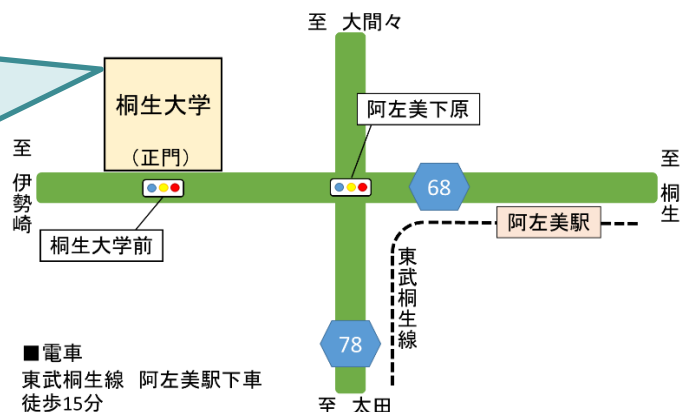 至 大間々
桐生大学
(正門)
阿左美下原
至 伊勢崎
68
至 桐生
桐生大学前
阿左美駅
東武桐生線
78
■電車
東武桐生線 阿左美駅下車
徒歩15分
至 太田